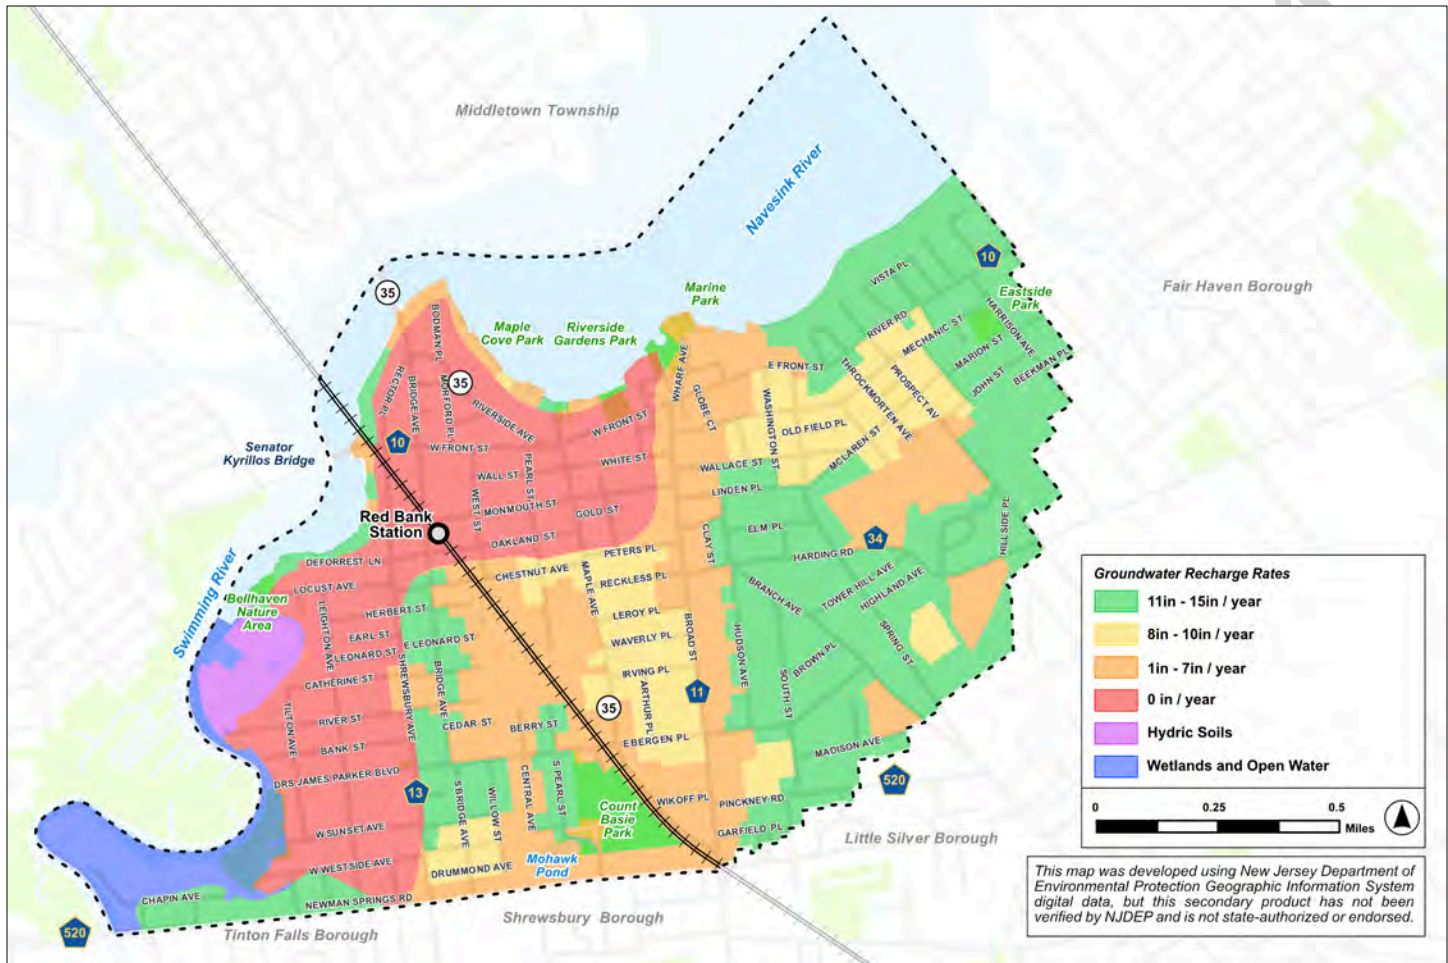 Middletown Township
Navesink River
10
VISTA PL
Fair Haven Borough
Eastside
Park
Marine
Park
35
Maple
Cove Park
Riverside
Gardens Park
BODMAN PL
RIVER RD
MECHANIC ST
HARRISON AVE
MARION ST
BEEKMAN PL
JOHN ST
E FRONT ST
THROCKMORTEN AVE
PROSPECT AV
WHARF AVE
GLOBE CT
WASHINGTON ST
OLD FIELD PL
MCLAREN ST
35
RECTOR PL
BRIDGE AVE
MORFORD PL
RIVERSIDE AVE
W FRONT ST
10
W FRONT ST
Senator
Kyrillos Bridge
WALL ST
PEARL ST
WHITE ST
WALLACE ST
LINDEN PL
WEST ST
MONMOUTH ST
GOLD ST
Red Bank
Station
OAKLAND ST
CLAY ST
ELM PL
34
HARDING RD
HILLSIDE PL
DEFORREST LN
PETERS PL
CHESTNUT AVE
MAPLE AVE
RECKLESS PL
BRANCH AVE
TOWER HILL AVE
HIGHLAND AVE
LOCUST AVE
Swimming River
Bellhaven
Nature
Area
HERBERT ST
LEIGHTON AVE
EARL ST
LEONARD ST
E LEONARD ST
LEROY PL
WAVERLY PL
BROAD ST
HUDSON AVE
SPRING ST
BROWN PL
SOUTH ST
CATHERINE ST
SHREWSBURY AVE
BRIDGE AVE
IRVING PL
ARTHUR PL
11
TILTON AVE
RIVER ST
CEDAR ST
BERRY ST
35
BANK ST
E BERGEN PL
MADISON AVE
DRS JAMES PARKER BLVD
13
S BRIDGE AVE
WILLOW ST
CENTRAL AVE
S PEARL ST
Count
Basie
Park
WIKOFF PL
PINCKNEY RD
520
GARFIELD PL
Little Silver Borough
W SUNSET AVE
W WESTSIDE AVE
DRUMMOND AVE
Mohawk
Pond
CHAPIN AVE
NEWMAN SPRINGS RD
Shrewsbury Borough
520
Tinton Falls Borough
Groundwater Recharge Rates
11in - 15in / year
8in - 10in / year
1in - 7in / year
0 in / year
Hydric Soils
Wetlands and Open Water
0 0.25 0.5
Miles
This map was developed using New Jersey Department of
Environmental Protection Geographic Information System
digital data, but this secondary product has not been
verified by NJDEP and is not state-authorized or endorsed.